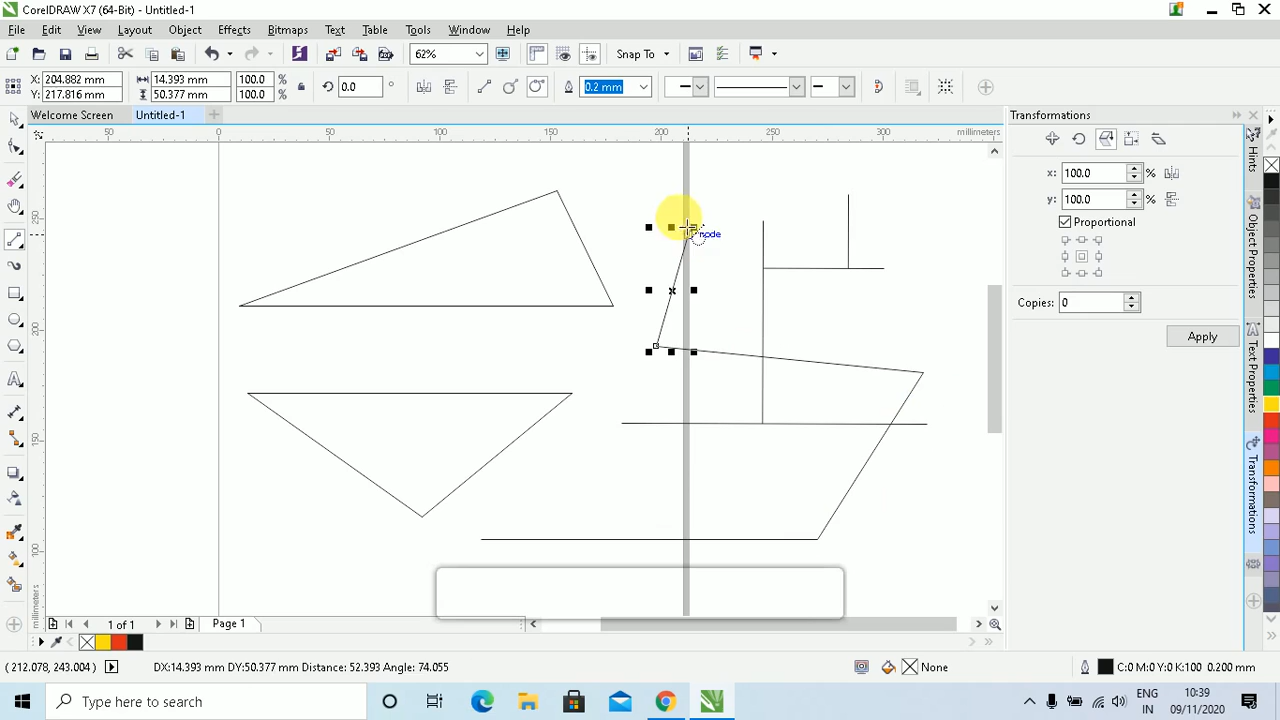 CorelDRAW X7 (64-Bit) - Untitled-1
File Edit View Layout Object Effects Bitmaps Text Table Tools Window Help
62% Snap To
X: 204.882 mm 14.393 mm 100.0 % 0.0 ° 0.2 mm
Y: 217.816 mm 50.377 mm 100.0 %
Welcome Screen Untitled-1 Transformations
50 0 50 100 150 200 250 300 millimeters
x: 100.0 %
y: 100.0 %
Proportional
Copies: 0
Apply
node
250
200
150
100
millimeters
Hints
Object Properties
Text Properties
Transformations
1 of 1 Page 1
( 212.078, 243.004 ) DX:14.393 mm DY:50.377 mm Distance: 52.393 Angle: 74.055 None C:0 M:0 Y:0 K:100 0.200 mm
Type here to search ENG 10:39
IN 09/11/2020